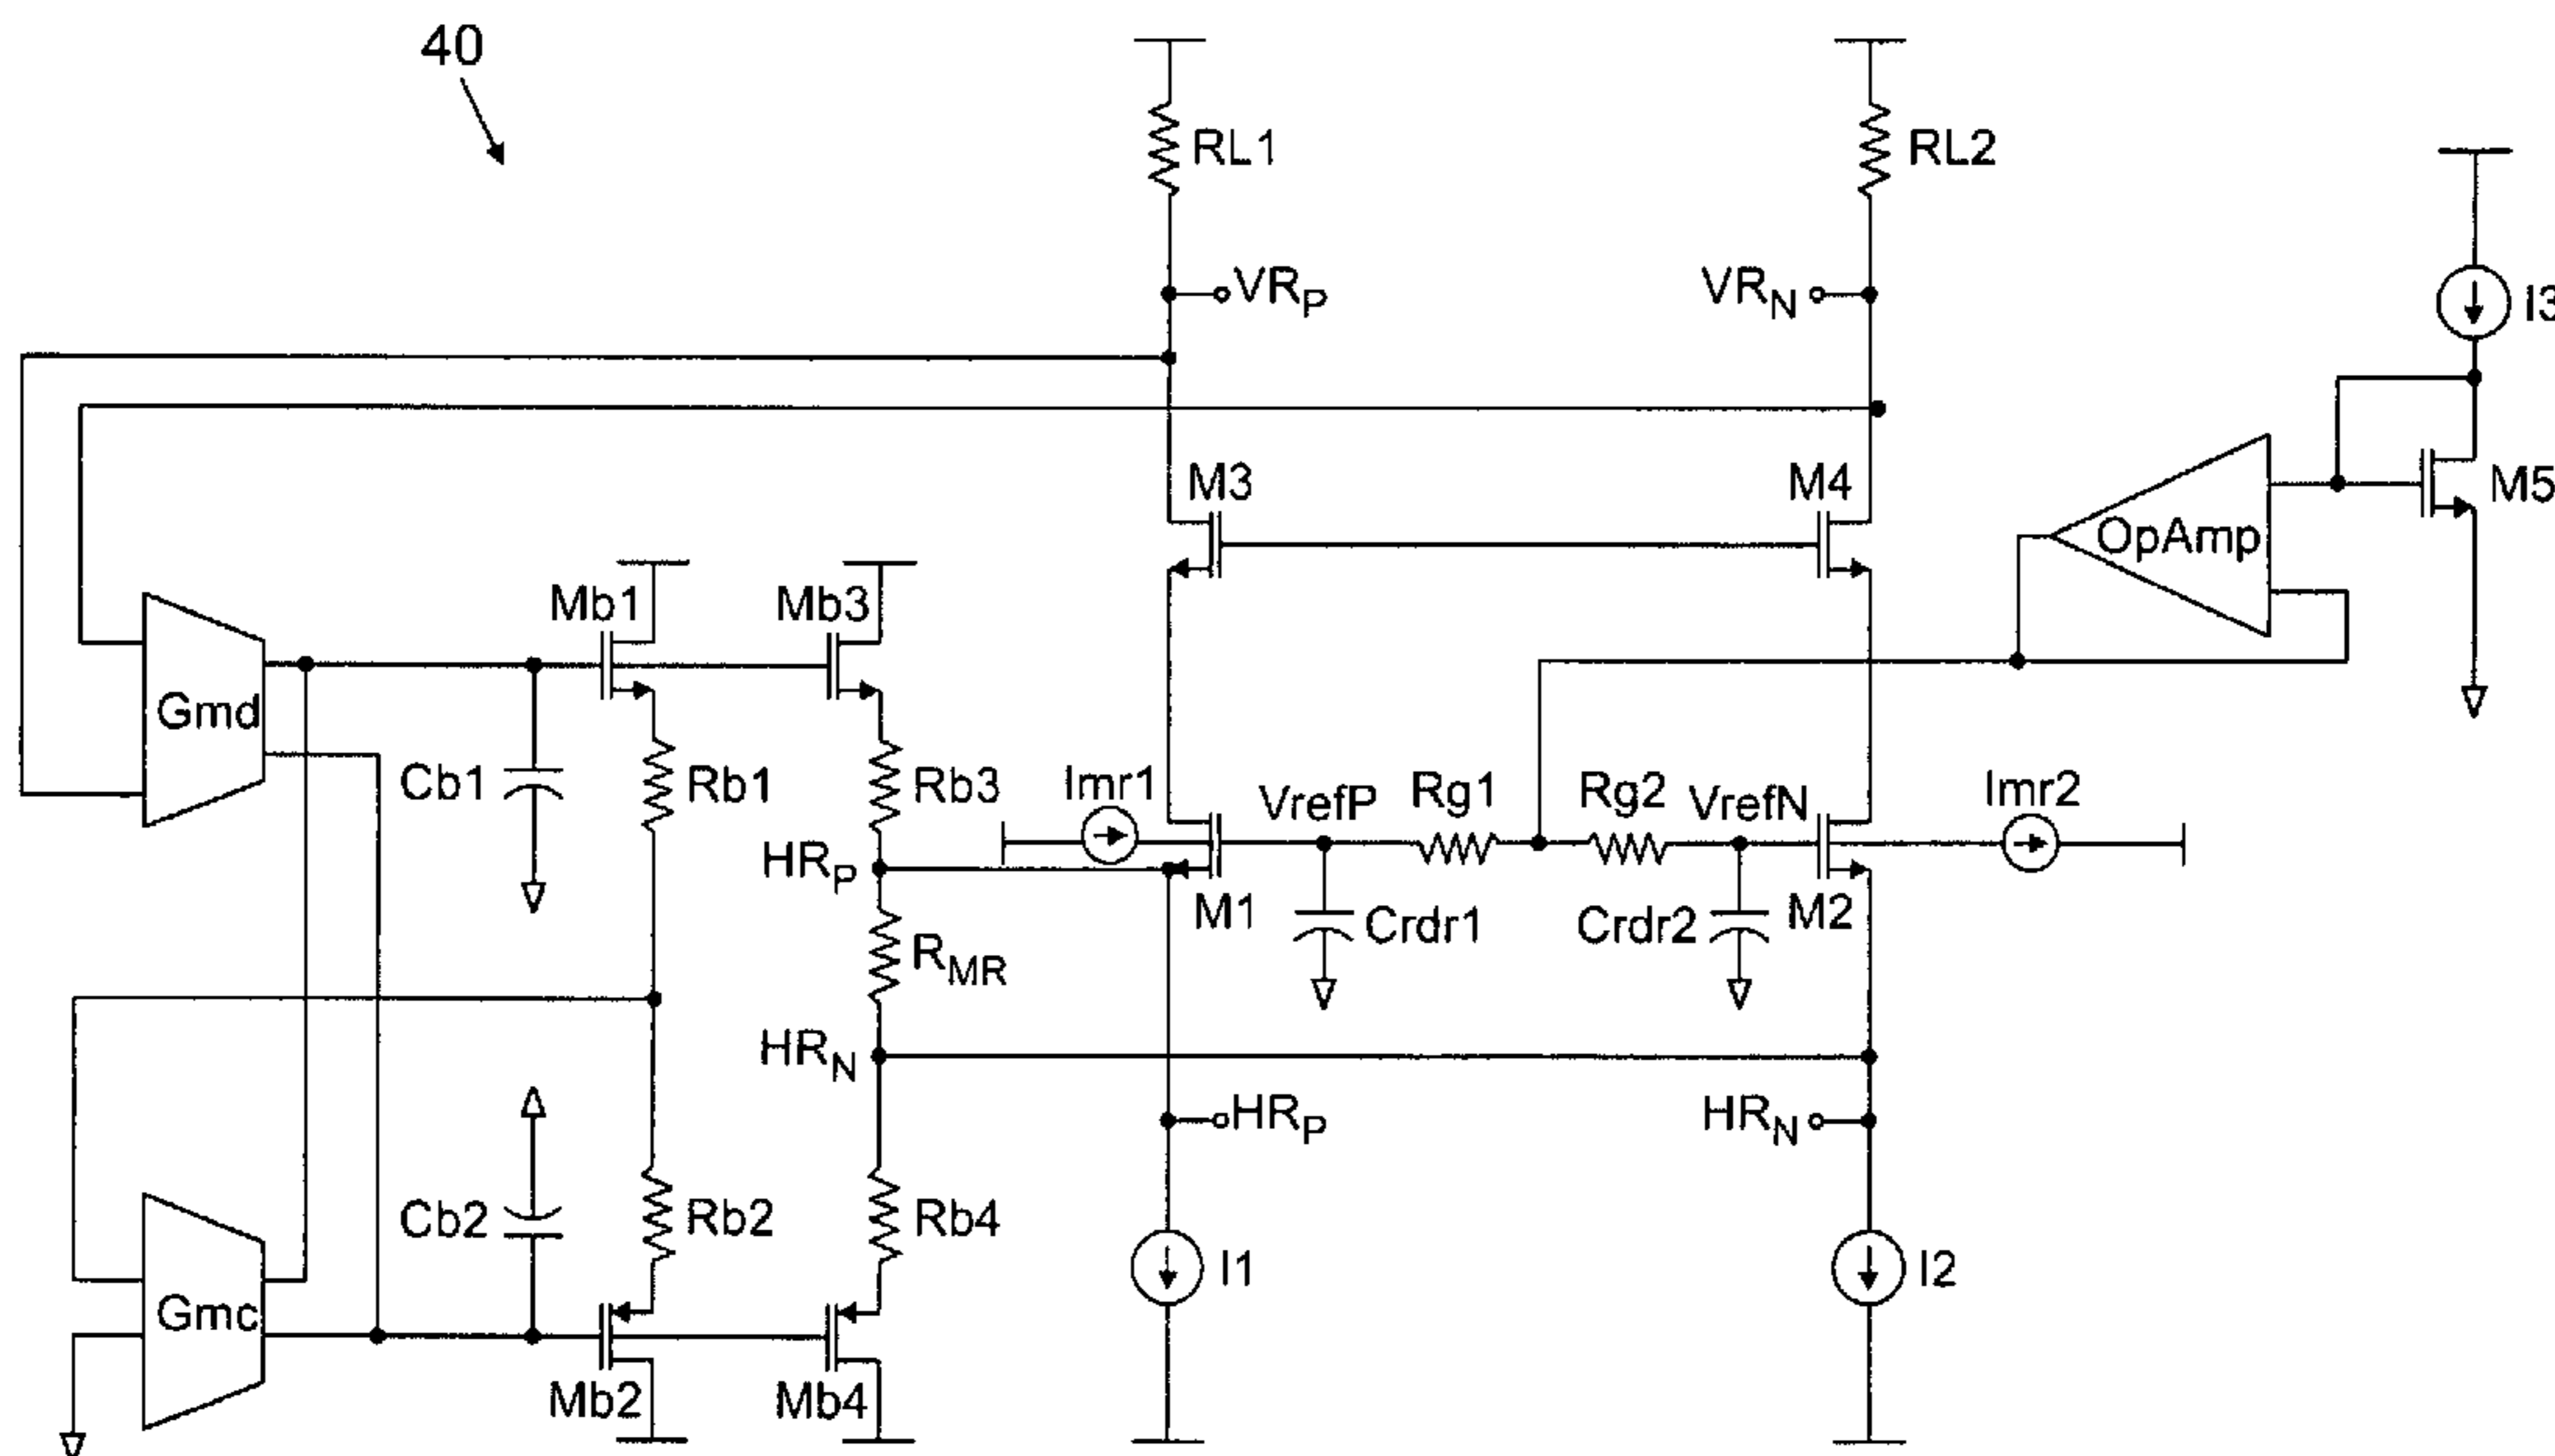 40
RL1
RL2
VRP
VRN
I3
M3
M4
M5
OpAmp
Mb1
Mb3
Gmd
Cb1
Rb1
Rb3
Imr1
VrefP
Rg1
Rg2
VrefN
Imr2
HRP
M1
Crdr1
Crdr2
M2
RMR
HRN
HRP
HRN
Cb2
Rb2
Rb4
I1
I2
Gmc
Mb2
Mb4